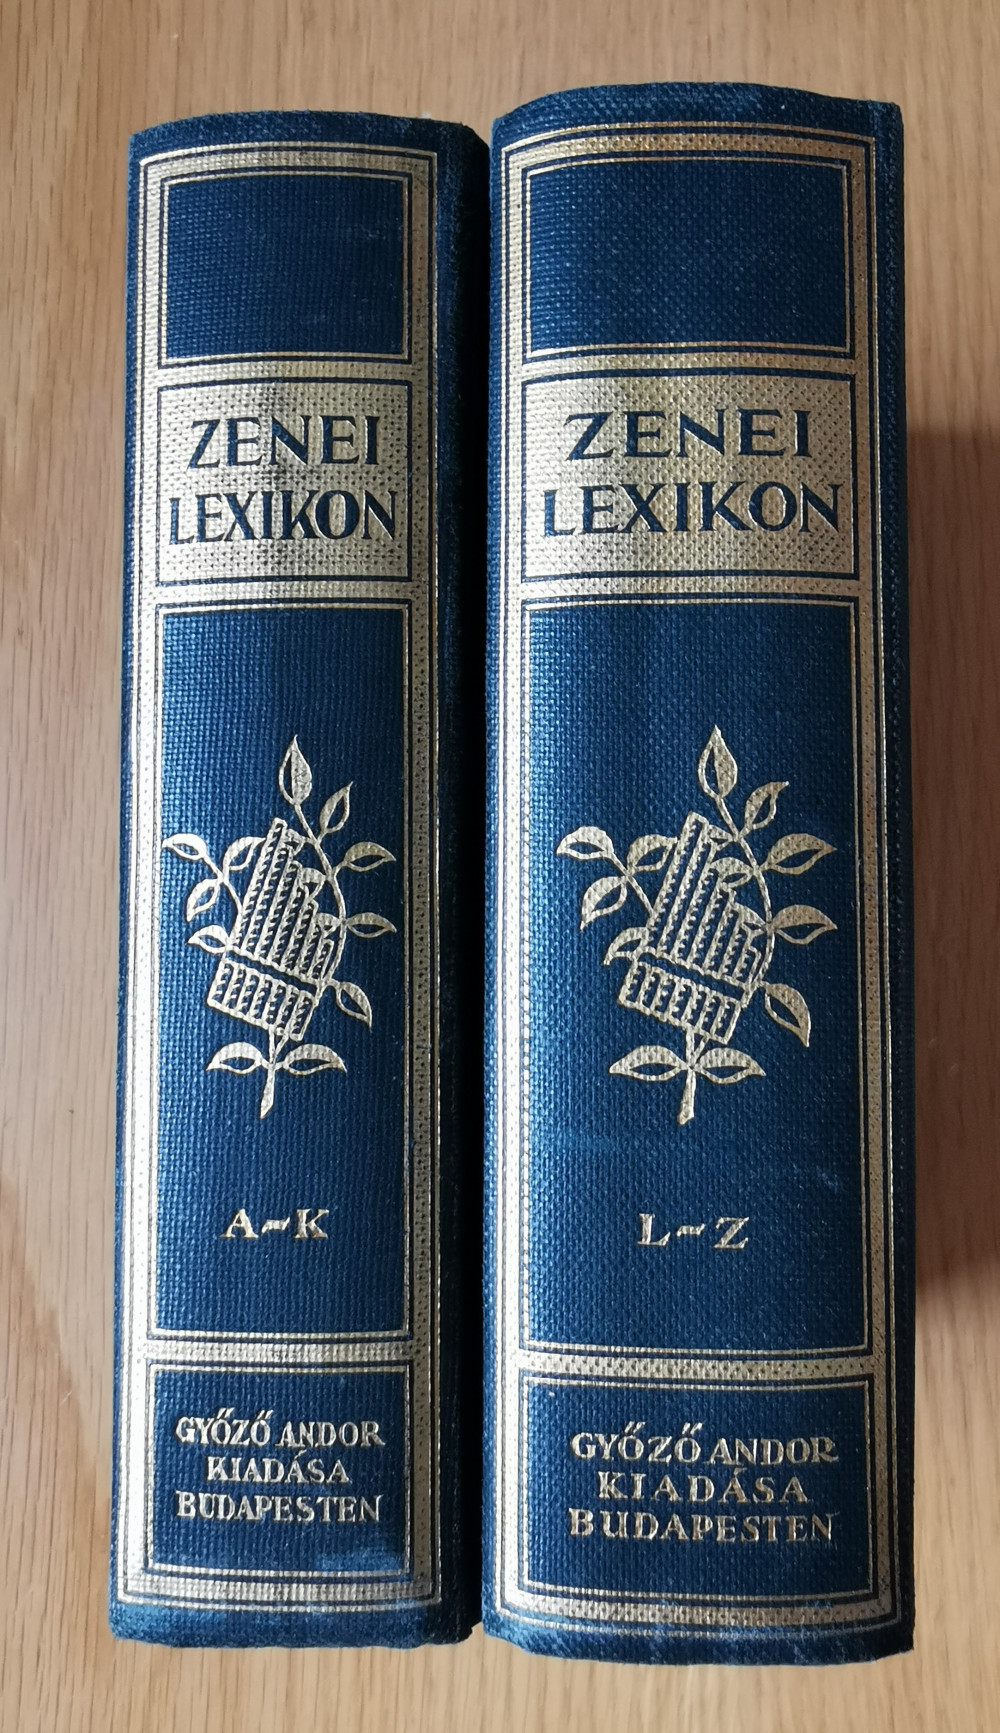 ZENEI
LEXIKON
A-K
GYŐZŐ ANDOR
KIADÁSA
BUDAPESTEN
ZENEI
LEXIKON
L-Z
GYŐZŐ ANDOR
KIADÁSA
BUDAPESTEN